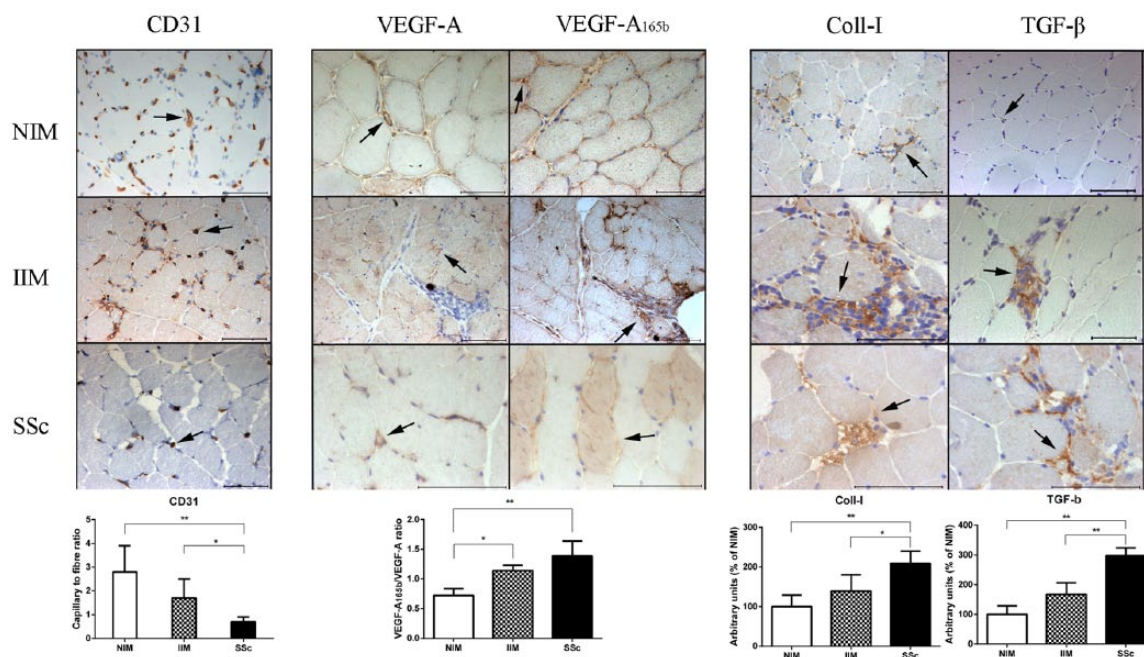 CD31 VEGF-A VEGF-A165b Coll-I TGF-β
NIM
IIM
SSc
CD31
Capillary to fibre ratio
5
4
3
2
1
0
**
*
NIM IIM SSc
VEGF-A165b/VEGF-A ratio
2.0
1.5
1.0
0.5
0.0
**
*
NIM IIM SSc
Coll-I
Arbitrary units (% of NIM)
300
200
100
0
**
*
NIM IIM SSc
TGF-b
Arbitrary units (% of NIM)
400
300
200
100
0
**
**
NIM IIM SSc